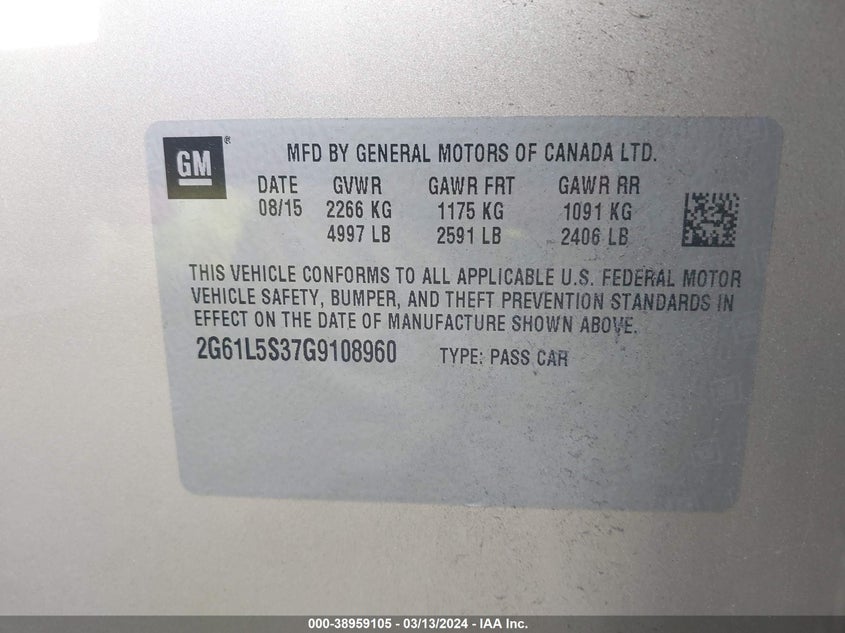 GM®
MFD BY GENERAL MOTORS OF CANADA LTD.
DATE GVWR GAWR FRT GAWR RR
08/15 2266 KG 1175 KG 1091 KG
4997 LB 2591 LB 2406 LB
THIS VEHICLE CONFORMS TO ALL APPLICABLE U.S. FEDERAL MOTOR
VEHICLE SAFETY, BUMPER, AND THEFT PREVENTION STANDARDS IN
EFFECT ON THE DATE OF MANUFACTURE SHOWN ABOVE.
2G61L5S37G9108960 TYPE: PASS CAR
000-38959105 - 03/13/2024 - IAA Inc.